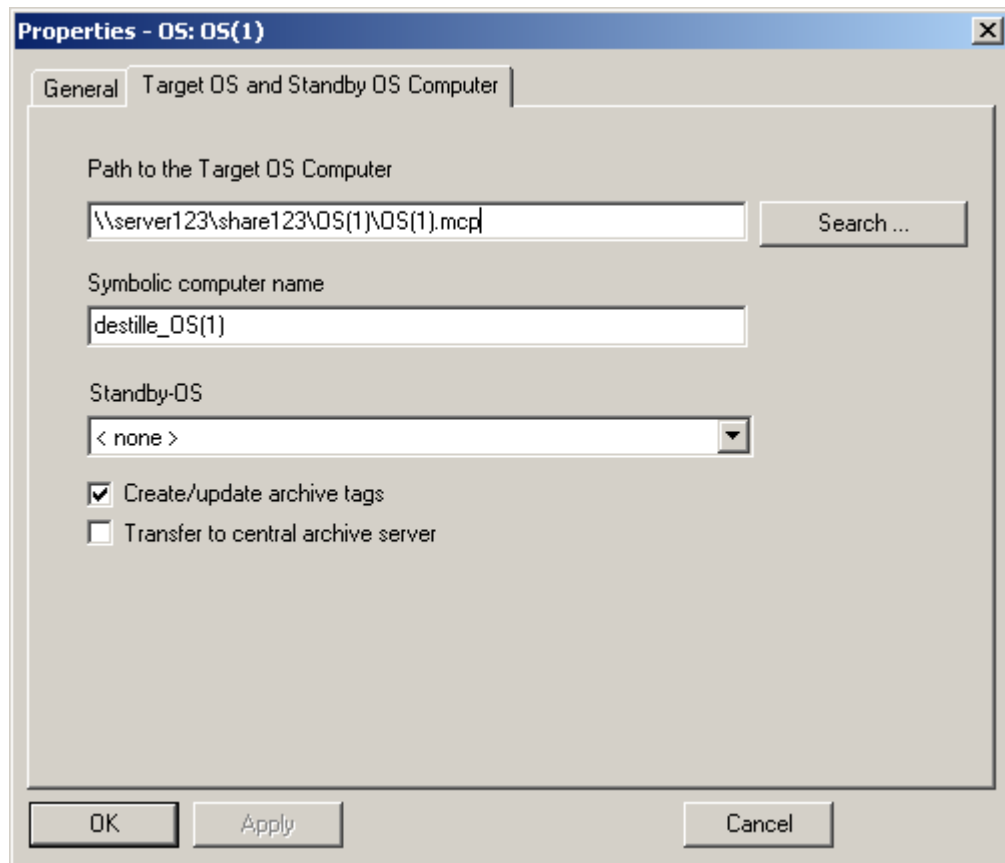 Properties - OS: OS(1)
General
Target OS and Standby OS Computer
Path to the Target OS Computer
\\server123\share123\OS(1)\OS(1).mcp
Search ...
Symbolic computer name
destille_OS(1)
Standby-OS
< none >
Create/update archive tags
Transfer to central archive server
OK
Apply
Cancel